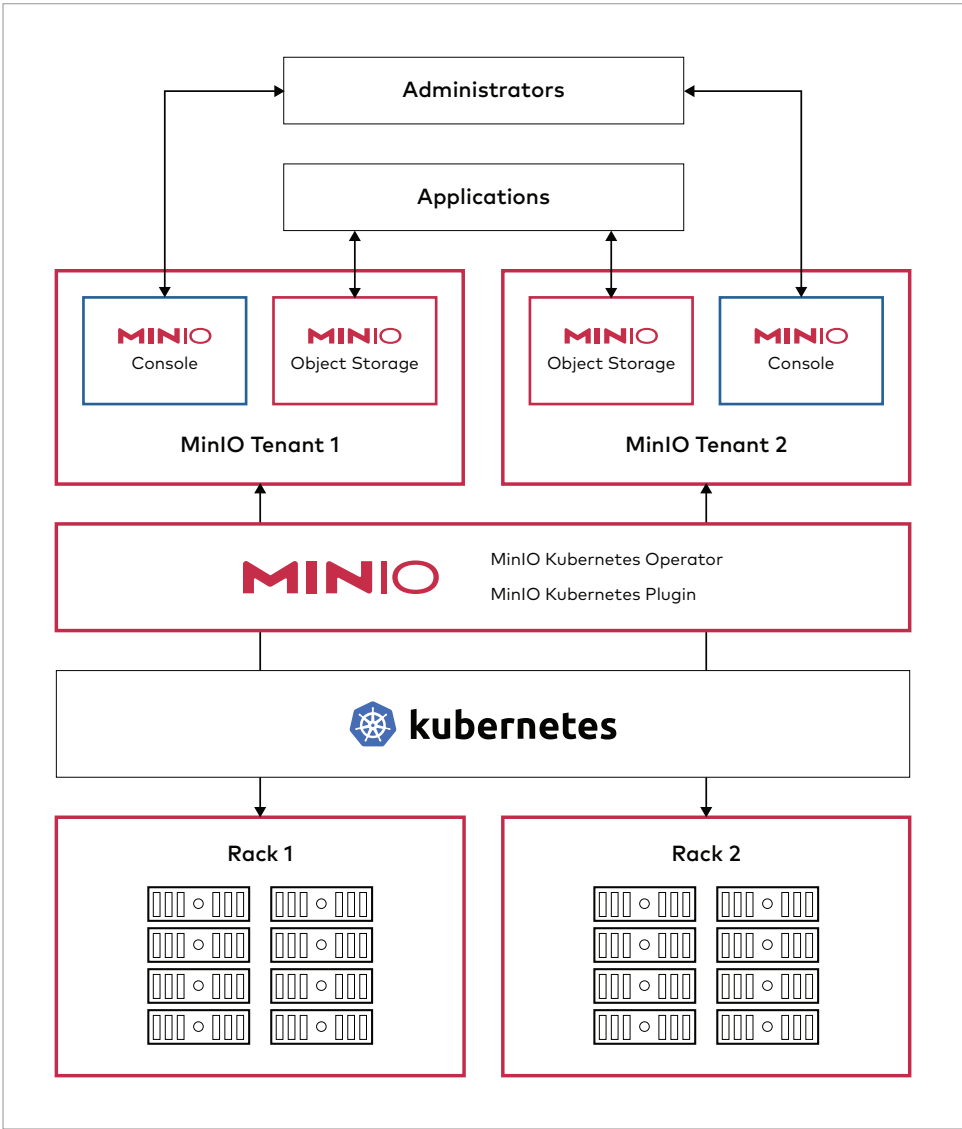 Administrators
Applications
MINIO
Console
MINIO
Object Storage
MinIO Tenant 1
MINIO
Object Storage
MINIO
Console
MinIO Tenant 2
MINIO
MinIO Kubernetes Operator
MinIO Kubernetes Plugin
kubernetes
Rack 1
Rack 2